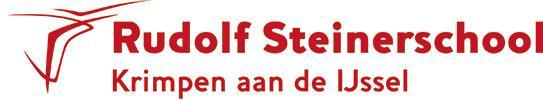 Rudolf Steinerschool
Krimpen aan de IJssel